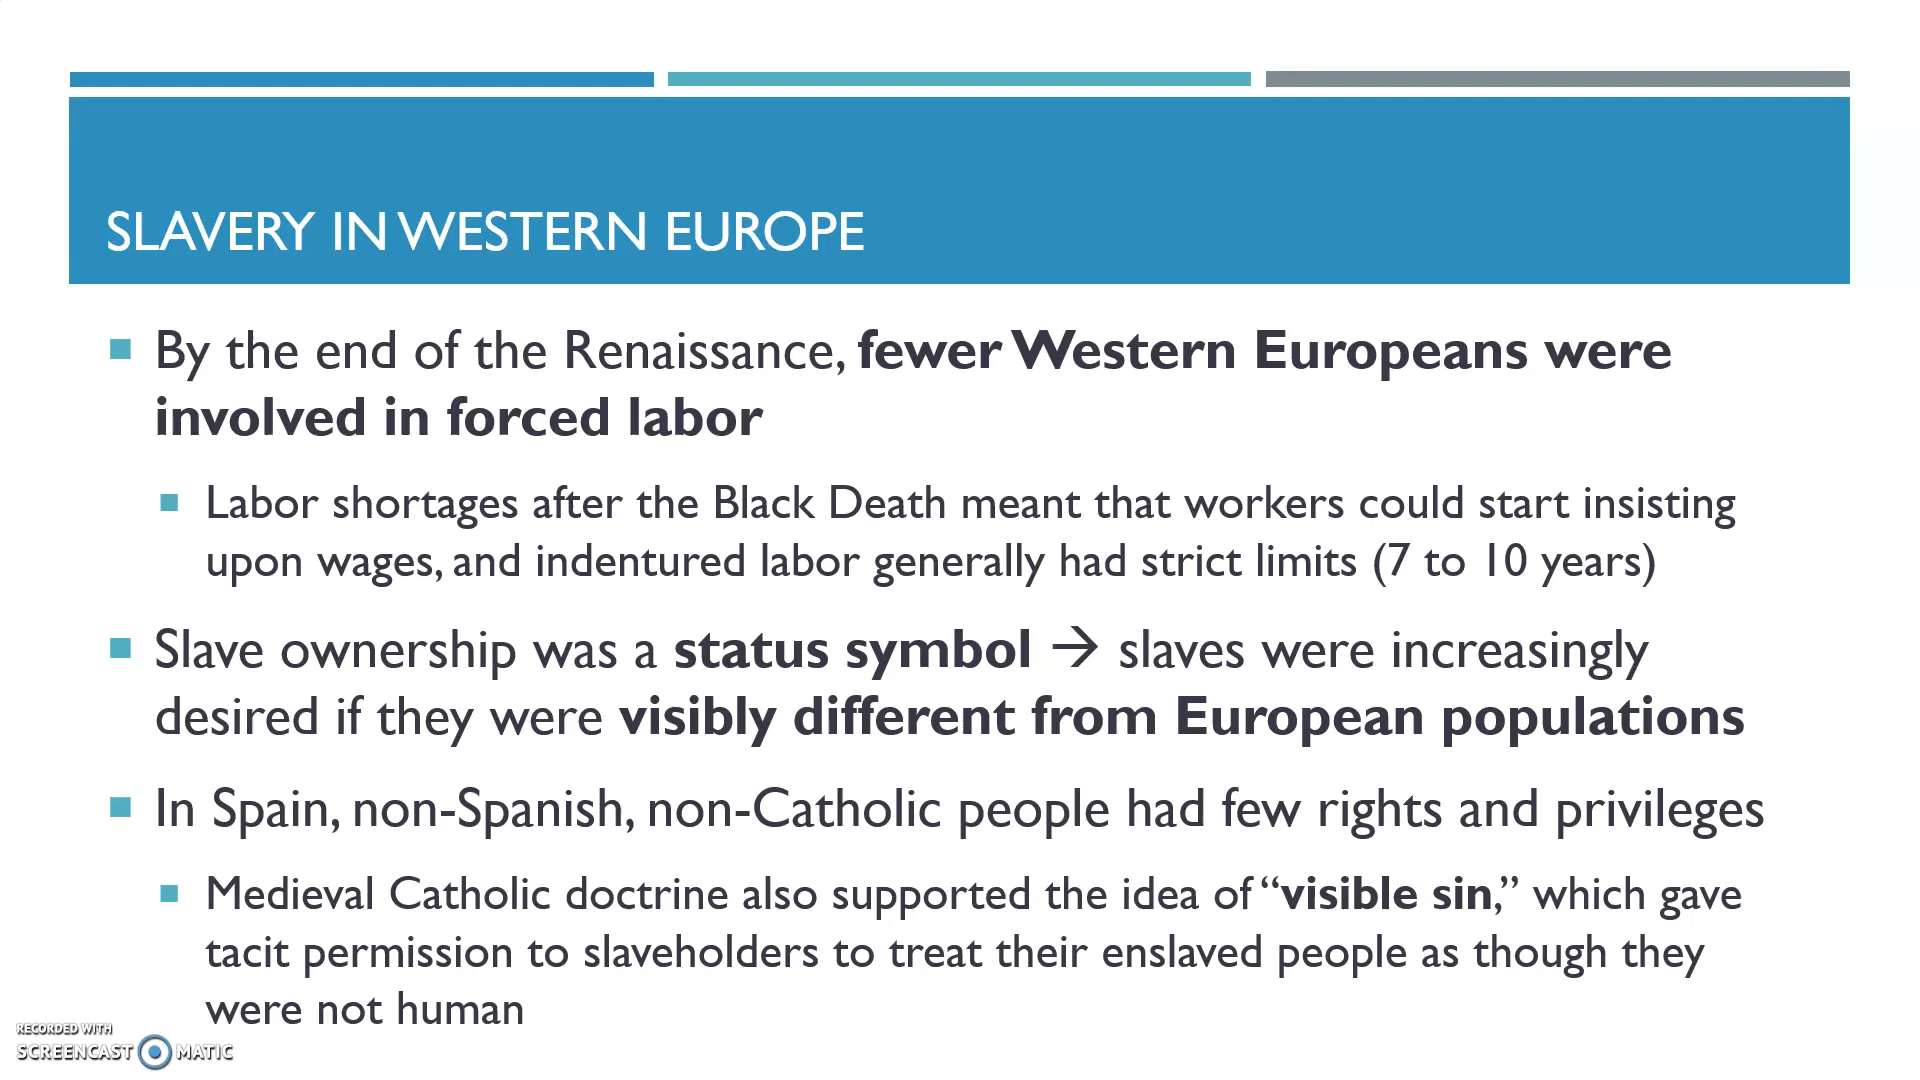 SLAVERY IN WESTERN EUROPE
By the end of the Renaissance, fewer Western Europeans were
involved in forced labor
Labor shortages after the Black Death meant that workers could start insisting
upon wages, and indentured labor generally had strict limits (7 to 10 years)
Slave ownership was a status symbol → slaves were increasingly
desired if they were visibly different from European populations
In Spain, non-Spanish, non-Catholic people had few rights and privileges
Medieval Catholic doctrine also supported the idea of “visible sin,” which gave
tacit permission to slaveholders to treat their enslaved people as though they
were not human
RECORDED WITH
SCREENCAST MATIC